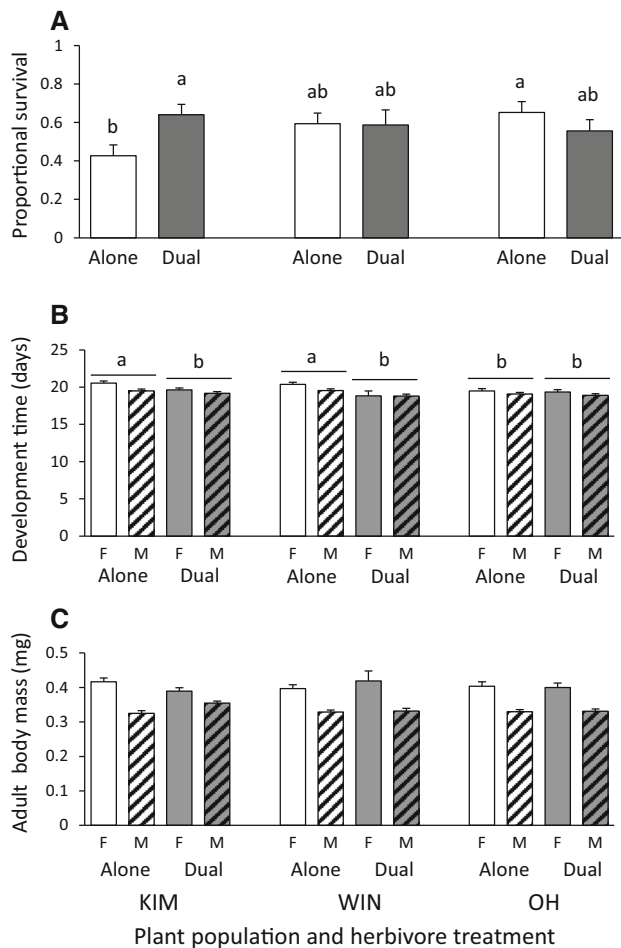 A
Proportional survival
1
0.8
0.6
0.4
0.2
0
b
a
ab
ab
a
ab
Alone Dual Alone Dual Alone Dual
B
Development time (days)
25
20
15
10
5
0
a b a b b b
F M F M F M F M F M F M
Alone Dual Alone Dual Alone Dual
C
Adult body mass (mg)
0.5
0.4
0.3
0.2
0.1
0
F M F M F M F M F M F M
Alone Dual Alone Dual Alone Dual
KIM WIN OH
Plant population and herbivore treatment